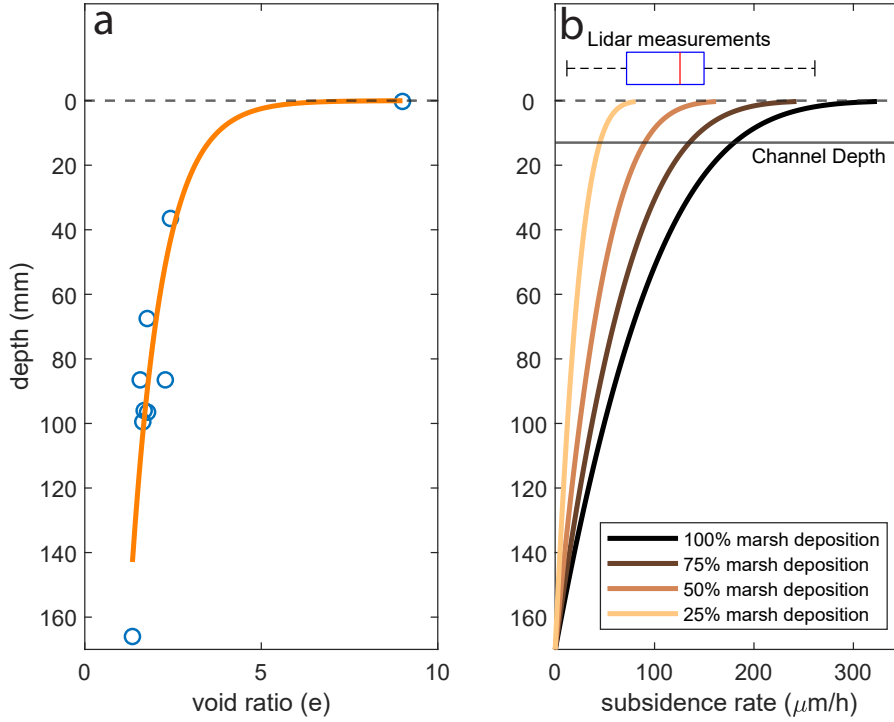 a
0
20
40
60
80
100
120
140
160
depth (mm)
0
5
10
void ratio (e)
b
Lidar measurements
0
20
40
60
80
100
120
140
160
Channel Depth
100% marsh deposition
75% marsh deposition
50% marsh deposition
25% marsh deposition
0
100
200
300
subsidence rate (μm/h)